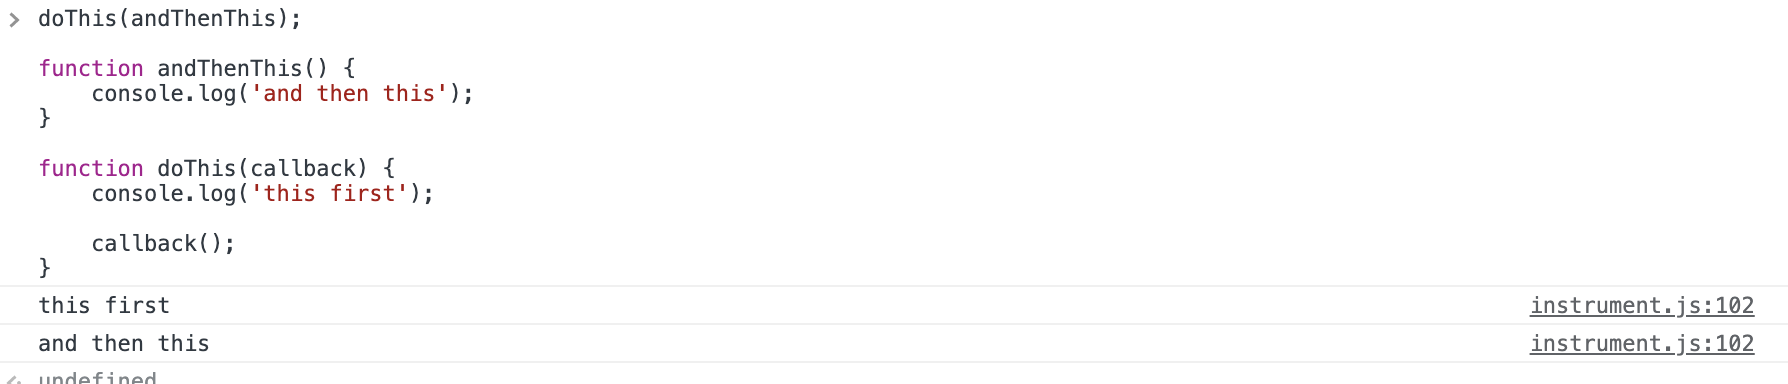 doThis(andThenThis);
function andThenThis() {
console.log('and then this');
}
function doThis(callback) {
console.log('this first');
callback();
}
this first instrument.js:102
and then this instrument.js:102
undefined